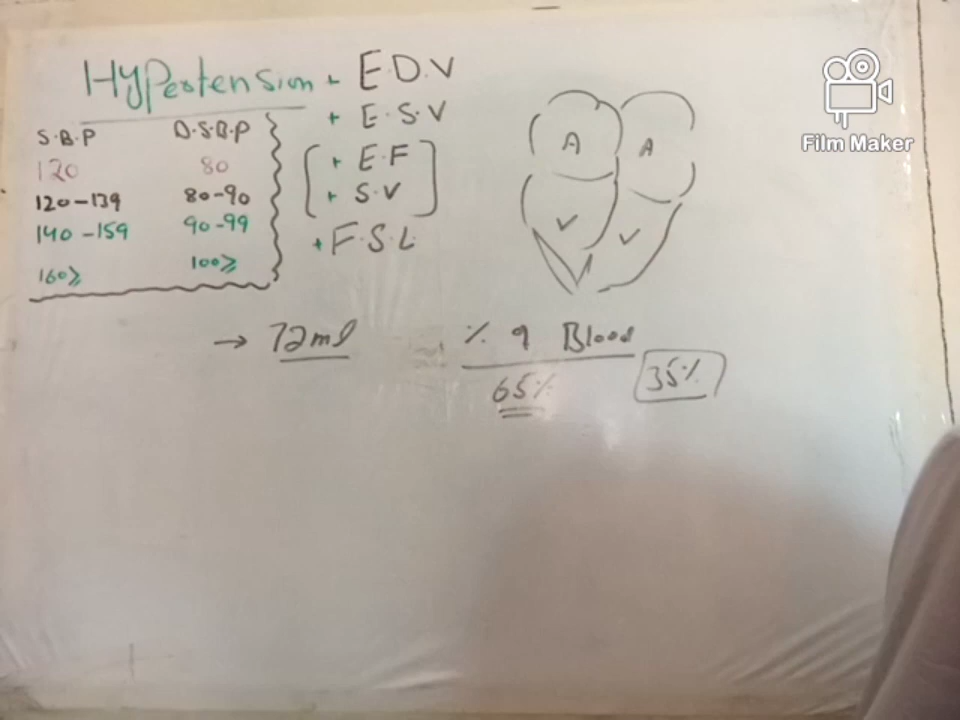 Hypertension
S.B.P D.S.B.P
120 80
120-139 80-90
140-159 90-99
160≥ 100≥
+ E.D.V
+ E.S.V
+ E.F
+ S.V
+ F.S.L
A A
V V
→ 72ml
% 9 Blood
65% 35%
Film Maker